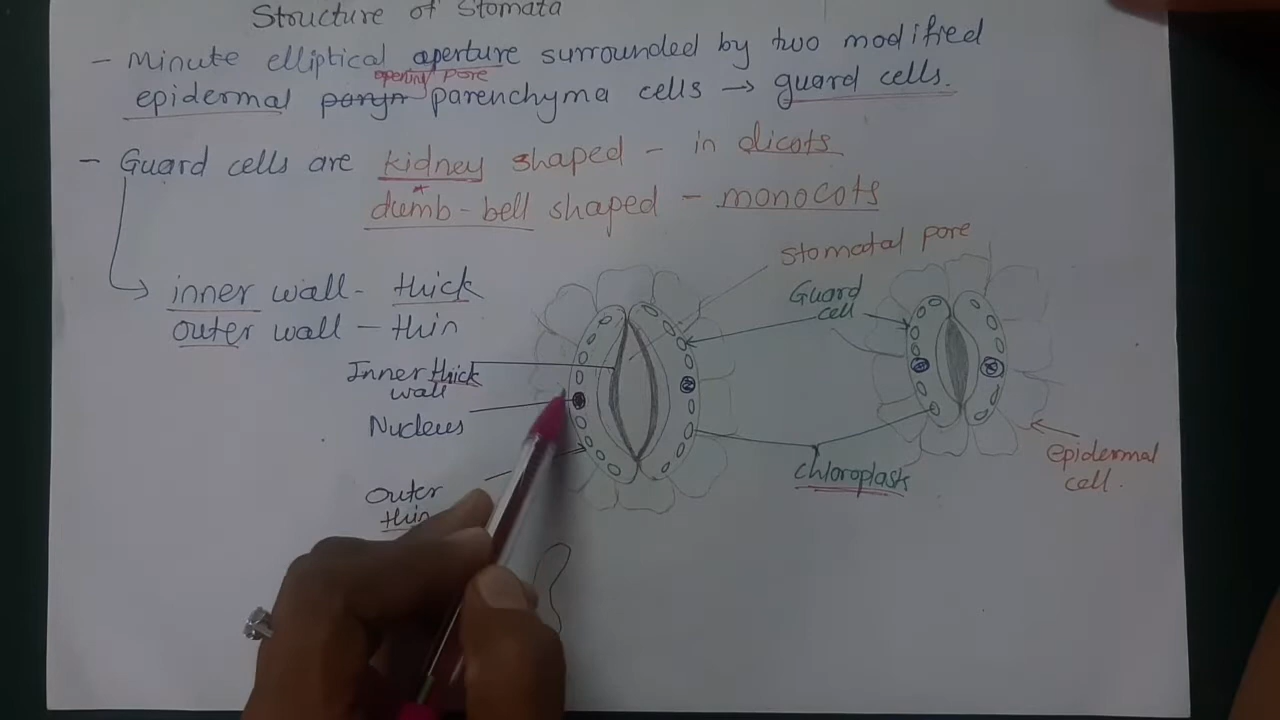 Structure of Stomata
- Minute elliptical aperture surrounded by two modified
opening pore
epidermal parenchyma cells → guard cells.
- Guard cells are kidney shaped - in dicots
dumb-bell shaped - monocots
stomatal pore
inner wall - thick
outer wall - thin
Guard
cell
Inner thick
wall
Nucleus
chloroplasts
epidermal
cell.
Outer
thin